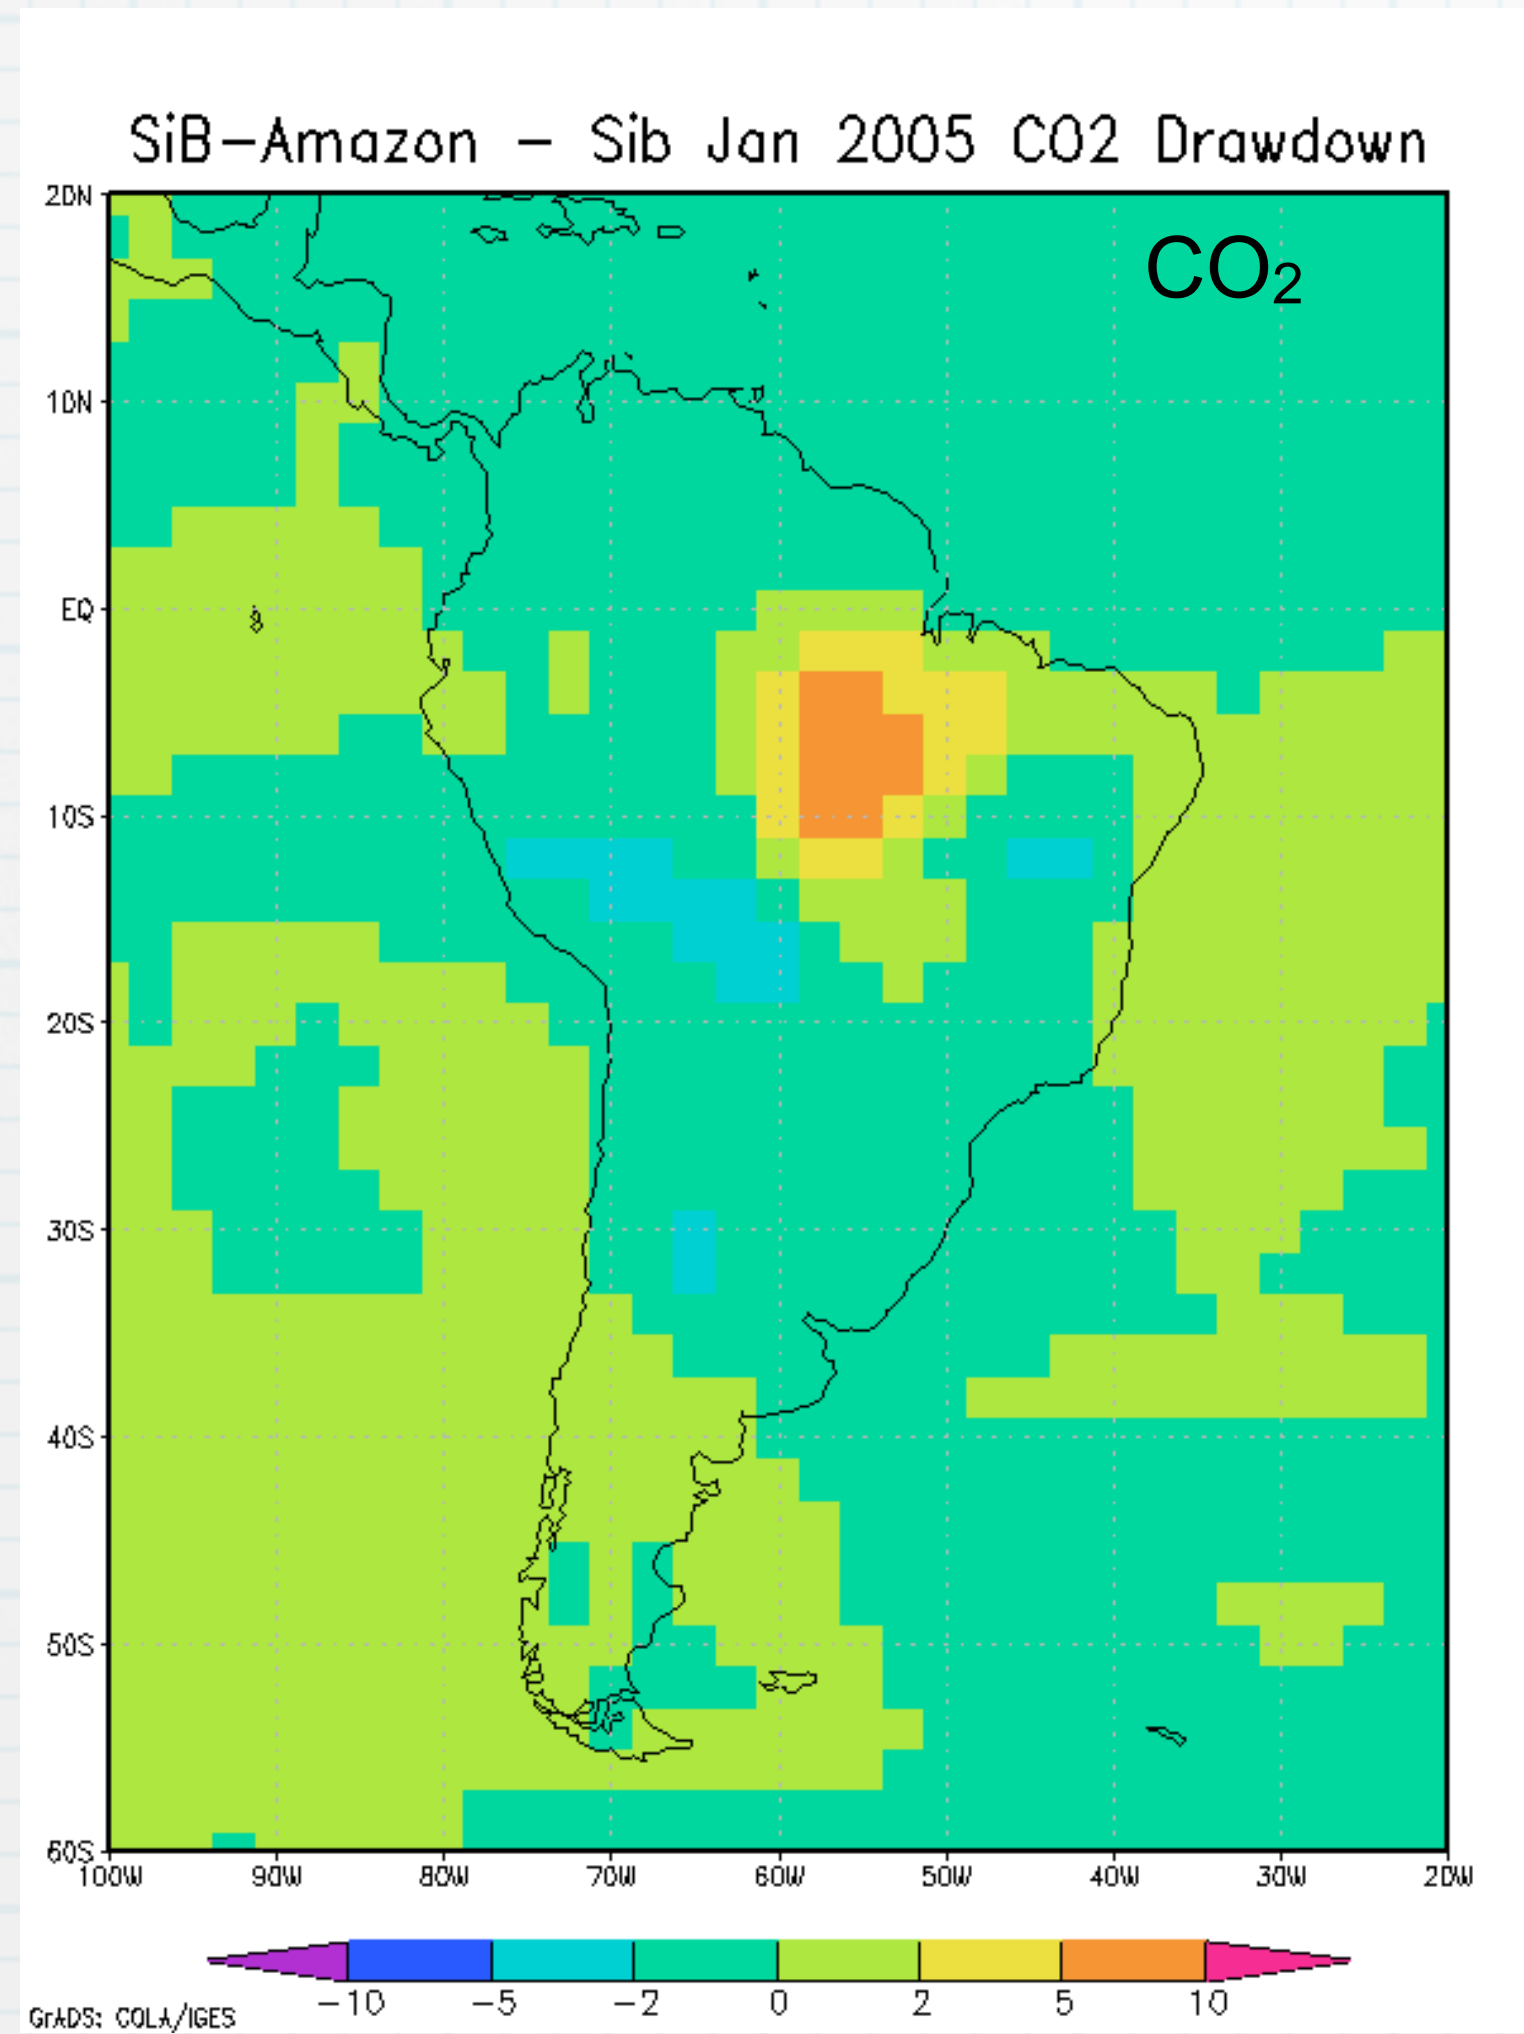 SiB-Amazon - Sib Jan 2005 CO2 Drawdown
CO₂
20N
10N
EQ
10S
20S
30S
40S
50S
60S
100W 90W 80W 70W 60W 50W 40W 30W 20W
-10 -5 -2 0 2 5 10
GrADS: COLA/IGES